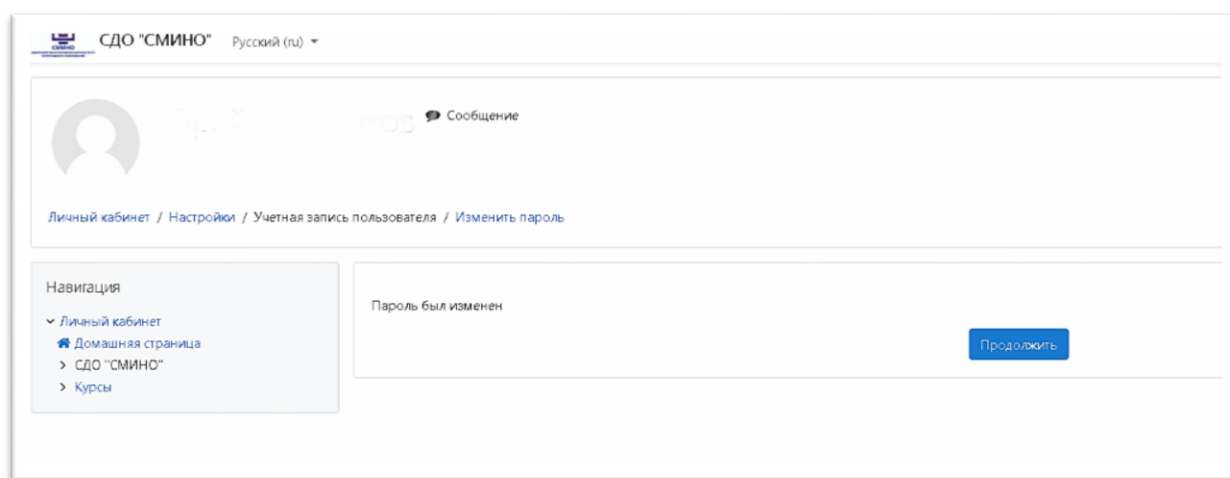 СДО "СМИНО" Русский (ru)
Сообщение
Личный кабинет / Настройки / Учетная запись пользователя / Изменить пароль
Навигация
Личный кабинет
Домашняя страница
СДО "СМИНО"
Курсы
Пароль был изменен
Продолжить